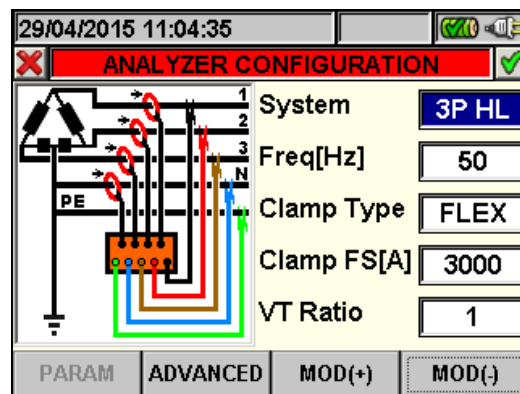 29/04/2015 11:04:35
ANALYZER CONFIGURATION
1
2
3
N
PE
System 3P HL
Freq[Hz] 50
Clamp Type FLEX
Clamp FS[A] 3000
VT Ratio 1
PARAM ADVANCED MOD(+) MOD(-)